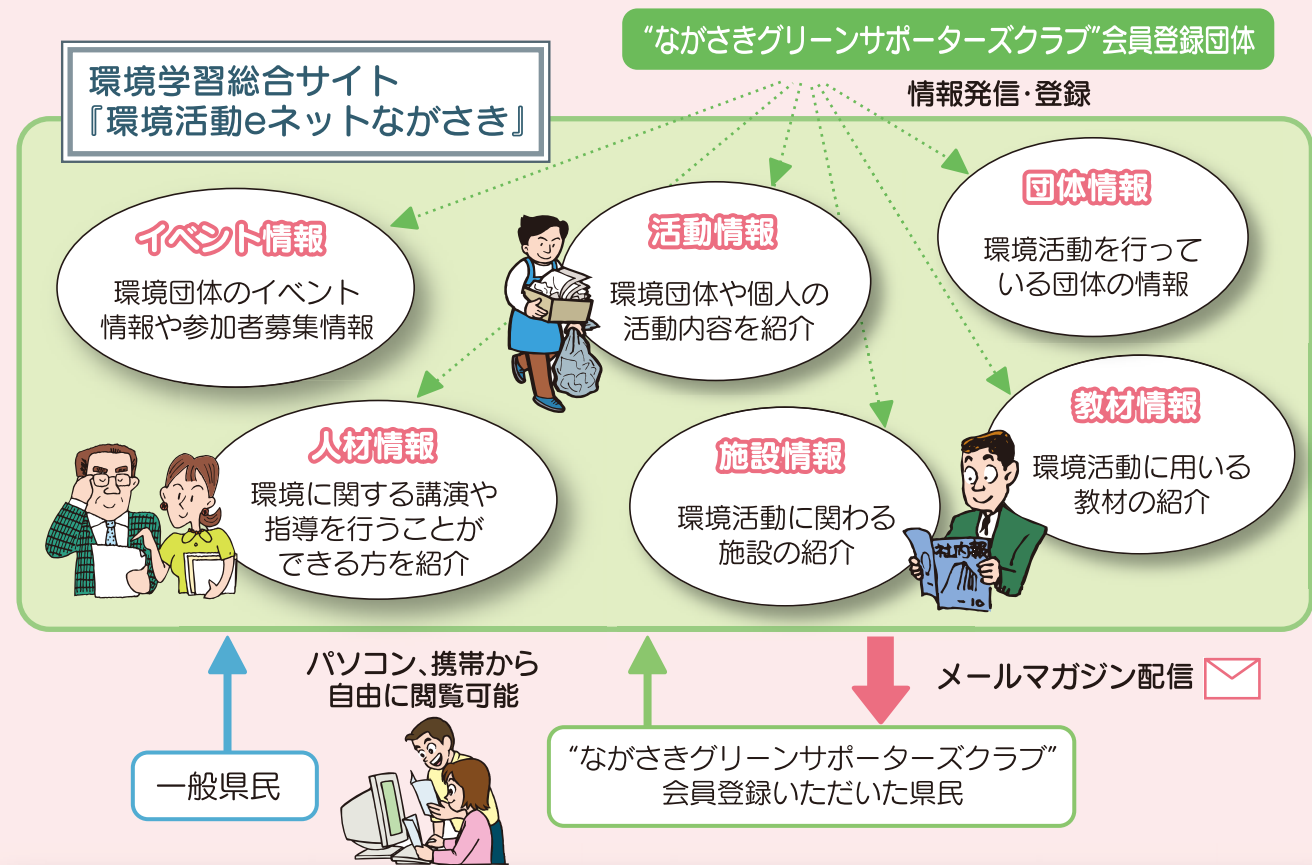 “ながさきグリーンサポーターズクラブ”会員登録団体
環境学習総合サイト
『環境活動eネットながさき』
情報発信・登録
イベント情報
環境団体のイベント
情報や参加者募集情報
活動情報
環境団体や個人の
活動内容を紹介
団体情報
環境活動を行って
いる団体の情報
人材情報
環境に関する講演や
指導を行うことが
できる方を紹介
施設情報
環境活動に関わる
施設の紹介
教材情報
環境活動に用いる
教材の紹介
社内報
-10
パソコン、携帯から
自由に閲覧可能
メールマガジン配信
一般県民
“ながさきグリーンサポーターズクラブ”
会員登録いただいた県民